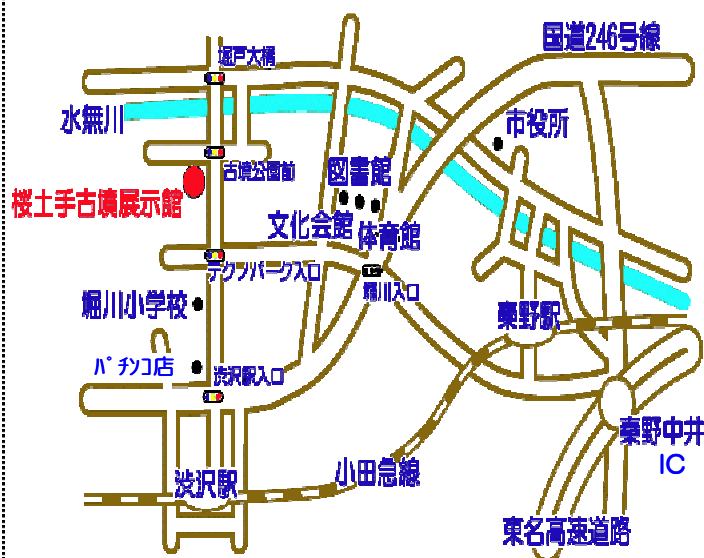 国道246号線
堀戸大橋
水無川
市役所
古墳公園前
図書館
桜土手古墳展示館
文化会館
体育館
テクノパーク入口
堀川入口
堀川小学校
秦野駅
パチンコ店
渋沢駅入口
秦野中井
IC
小田急線
渋沢駅
東名高速道路